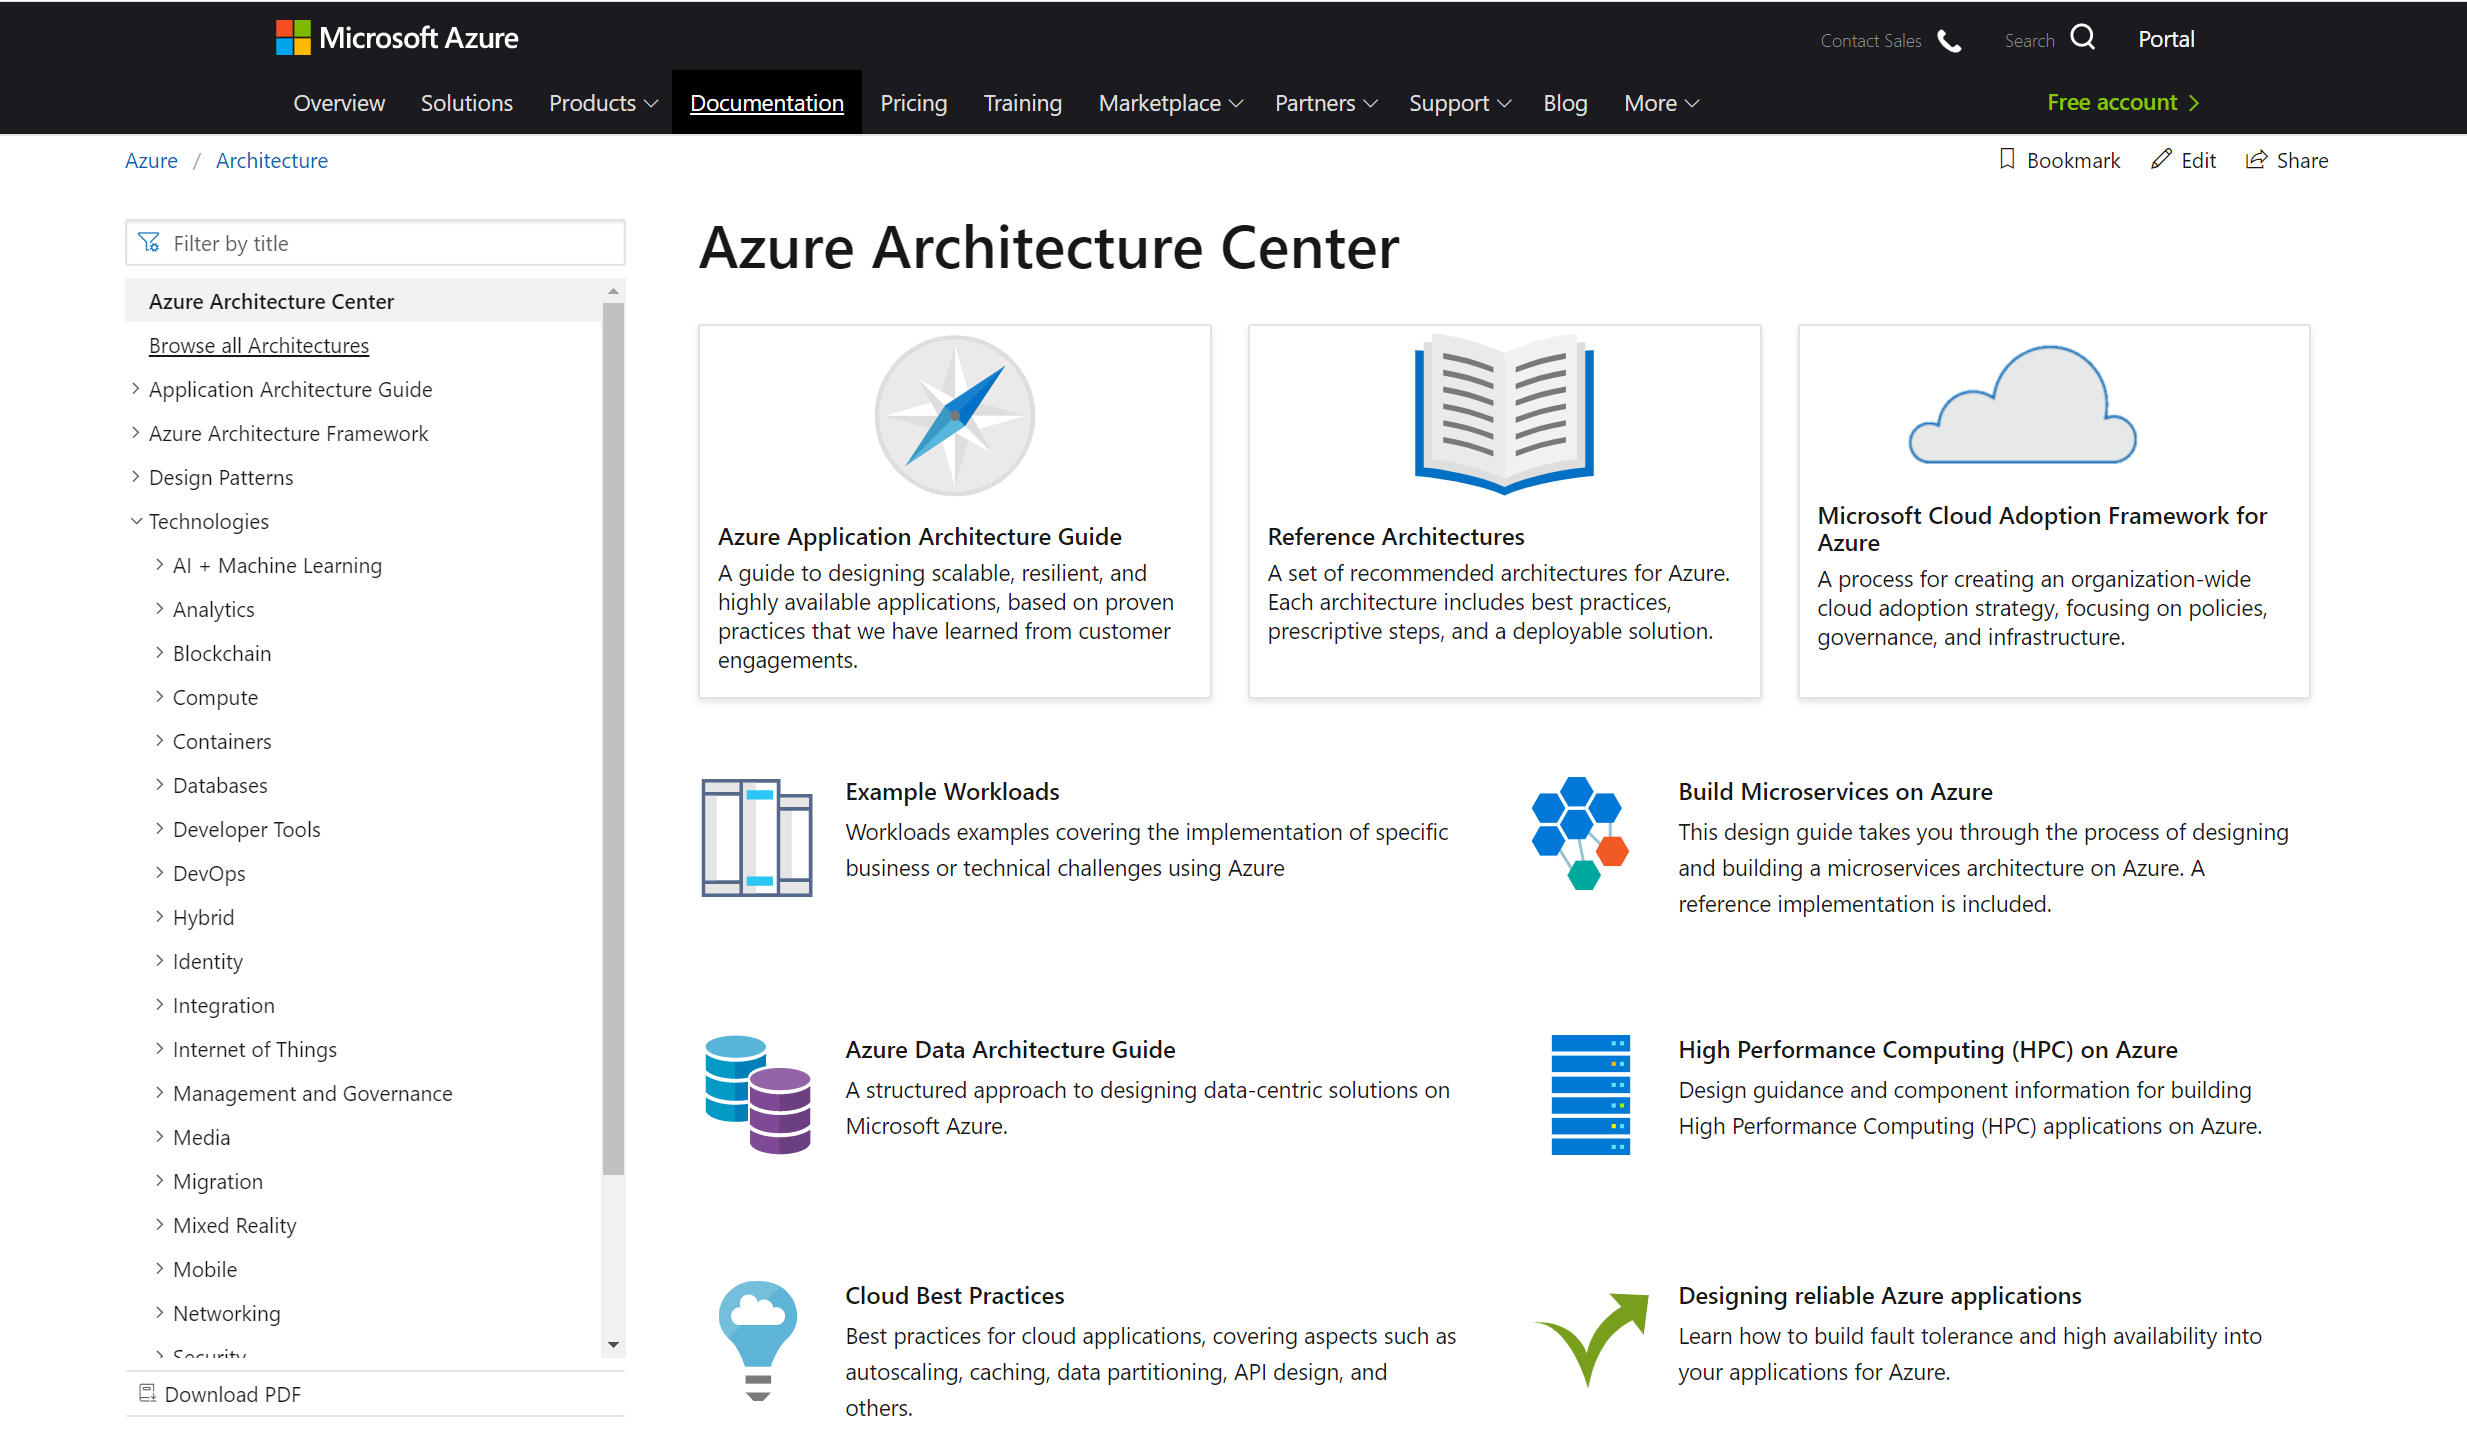 Microsoft Azure
Contact Sales
Search
Portal
Overview
Solutions
Products
Documentation
Pricing
Training
Marketplace
Partners
Support
Blog
More
Free account
Azure / Architecture
Bookmark
Edit
Share
Filter by title
Azure Architecture Center
Browse all Architectures
Application Architecture Guide
Azure Architecture Framework
Design Patterns
Technologies
AI + Machine Learning
Analytics
Blockchain
Compute
Containers
Databases
Developer Tools
DevOps
Hybrid
Identity
Integration
Internet of Things
Management and Governance
Media
Migration
Mixed Reality
Mobile
Networking
Security
Download PDF
Azure Architecture Center
Azure Application Architecture Guide
A guide to designing scalable, resilient, and
highly available applications, based on proven
practices that we have learned from customer
engagements.
Reference Architectures
A set of recommended architectures for Azure.
Each architecture includes best practices,
prescriptive steps, and a deployable solution.
Microsoft Cloud Adoption Framework for
Azure
A process for creating an organization-wide
cloud adoption strategy, focusing on policies,
governance, and infrastructure.
Example Workloads
Workloads examples covering the implementation of specific
business or technical challenges using Azure
Build Microservices on Azure
This design guide takes you through the process of designing
and building a microservices architecture on Azure. A
reference implementation is included.
Azure Data Architecture Guide
A structured approach to designing data-centric solutions on
Microsoft Azure.
High Performance Computing (HPC) on Azure
Design guidance and component information for building
High Performance Computing (HPC) applications on Azure.
Cloud Best Practices
Best practices for cloud applications, covering aspects such as
autoscaling, caching, data partitioning, API design, and
others.
Designing reliable Azure applications
Learn how to build fault tolerance and high availability into
your applications for Azure.